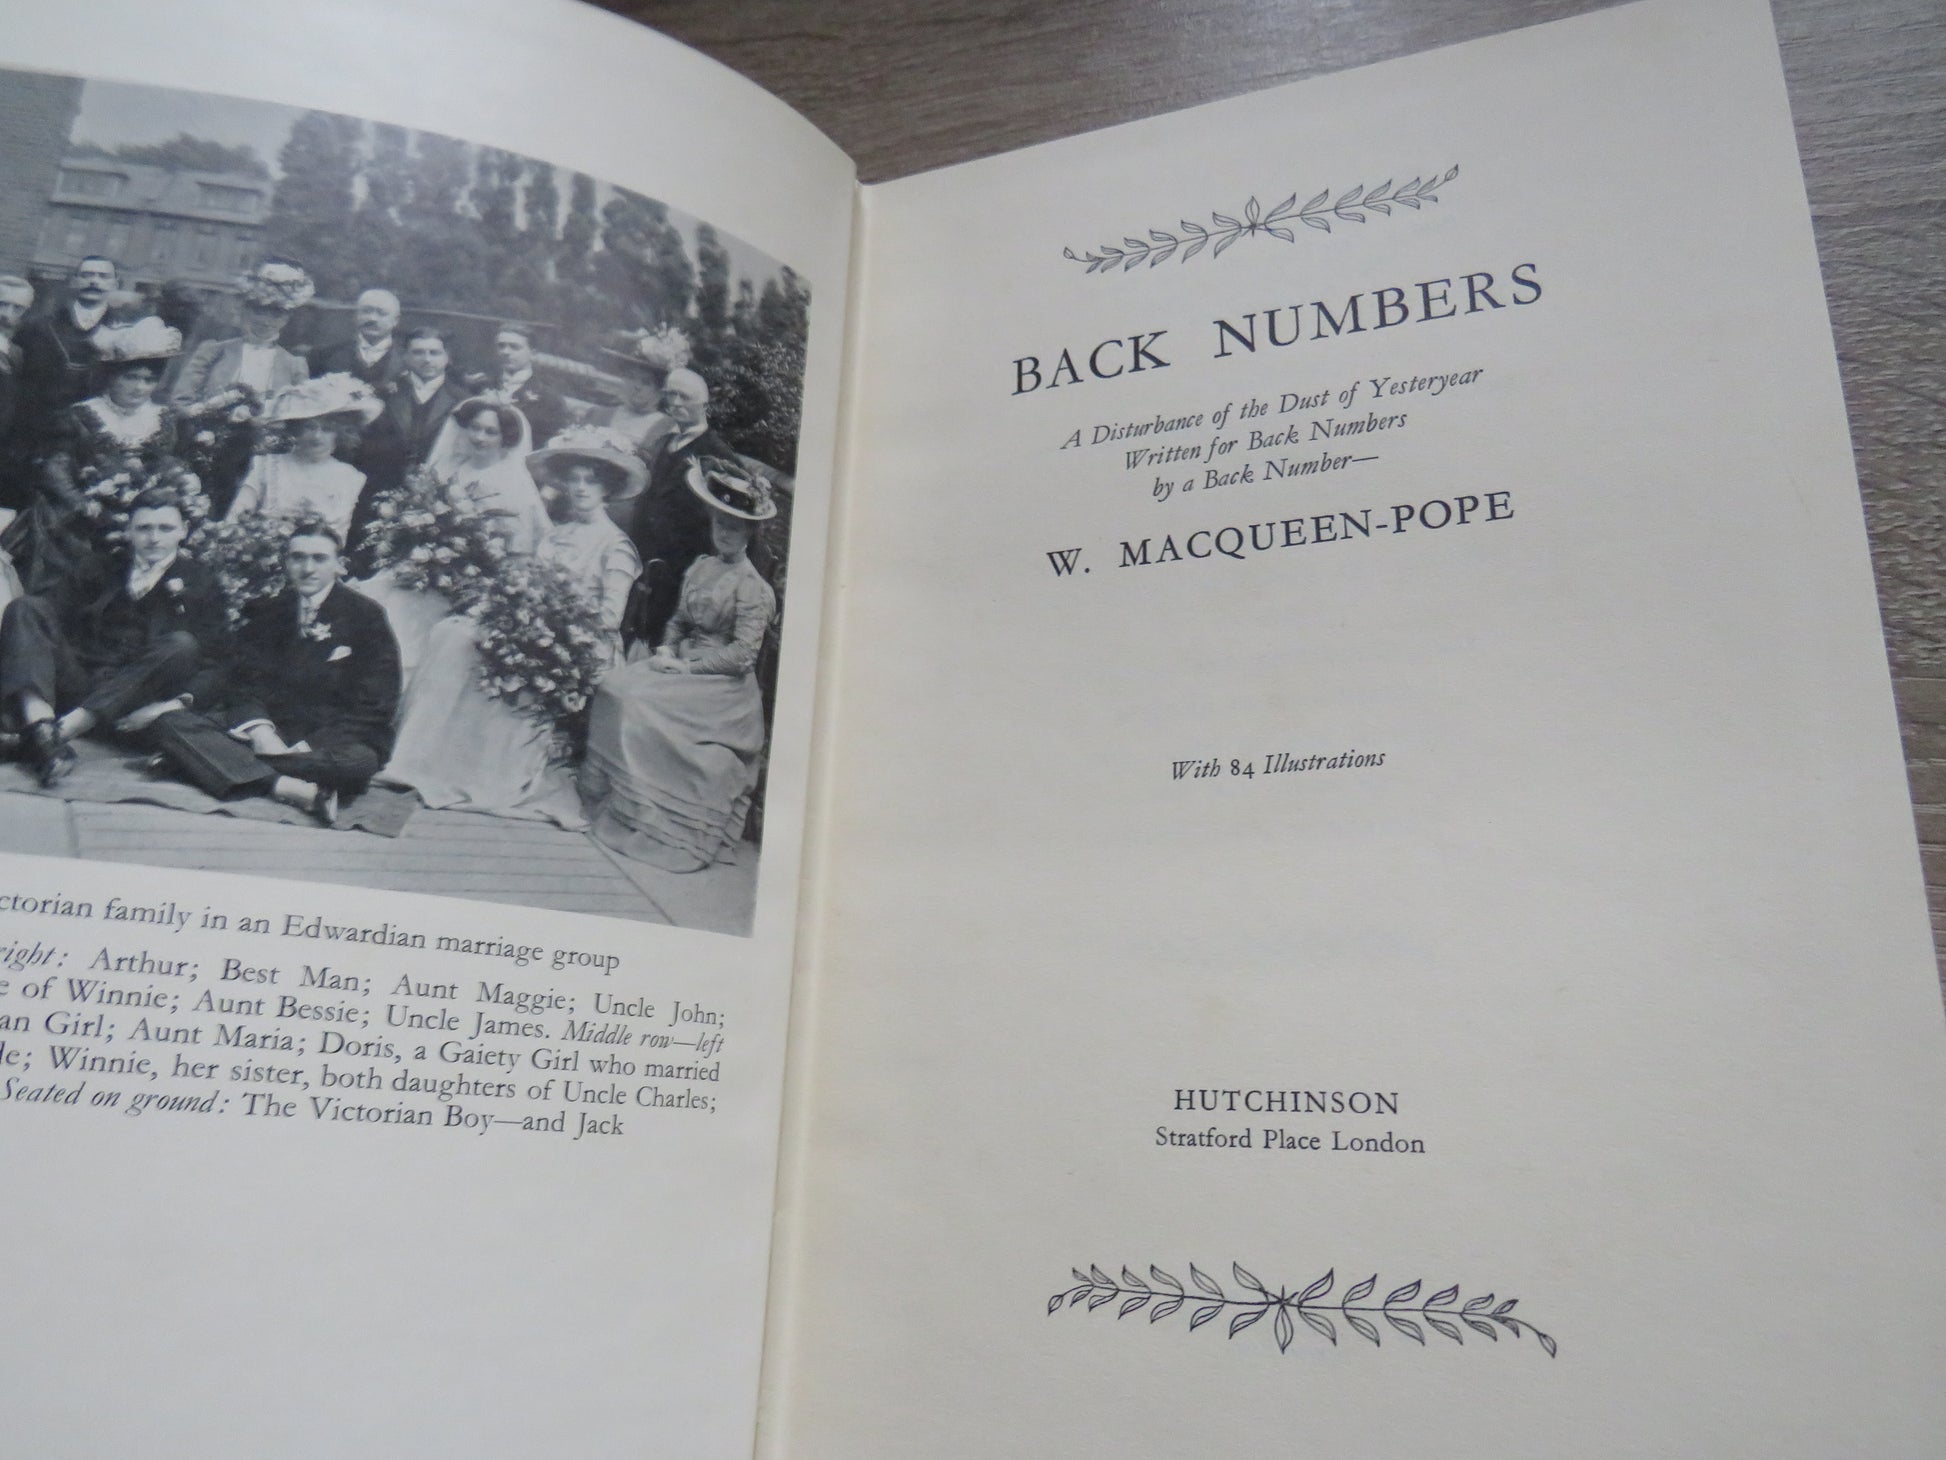 ctorian family in an Edwardian marriage group
right: Arthur; Best Man; Aunt Maggie; Uncle John;
e of Winnie; Aunt Bessie; Uncle James. Middle row—left
an Girl; Aunt Maria; Doris, a Gaiety Girl who married
le; Winnie, her sister, both daughters of Uncle Charles;
Seated on ground: The Victorian Boy—and Jack
BACK NUMBERS
A Disturbance of the Dust of Yesteryear
Written for Back Numbers
by a Back Number—
W. MACQUEEN-POPE
With 84 Illustrations
HUTCHINSON
Stratford Place London